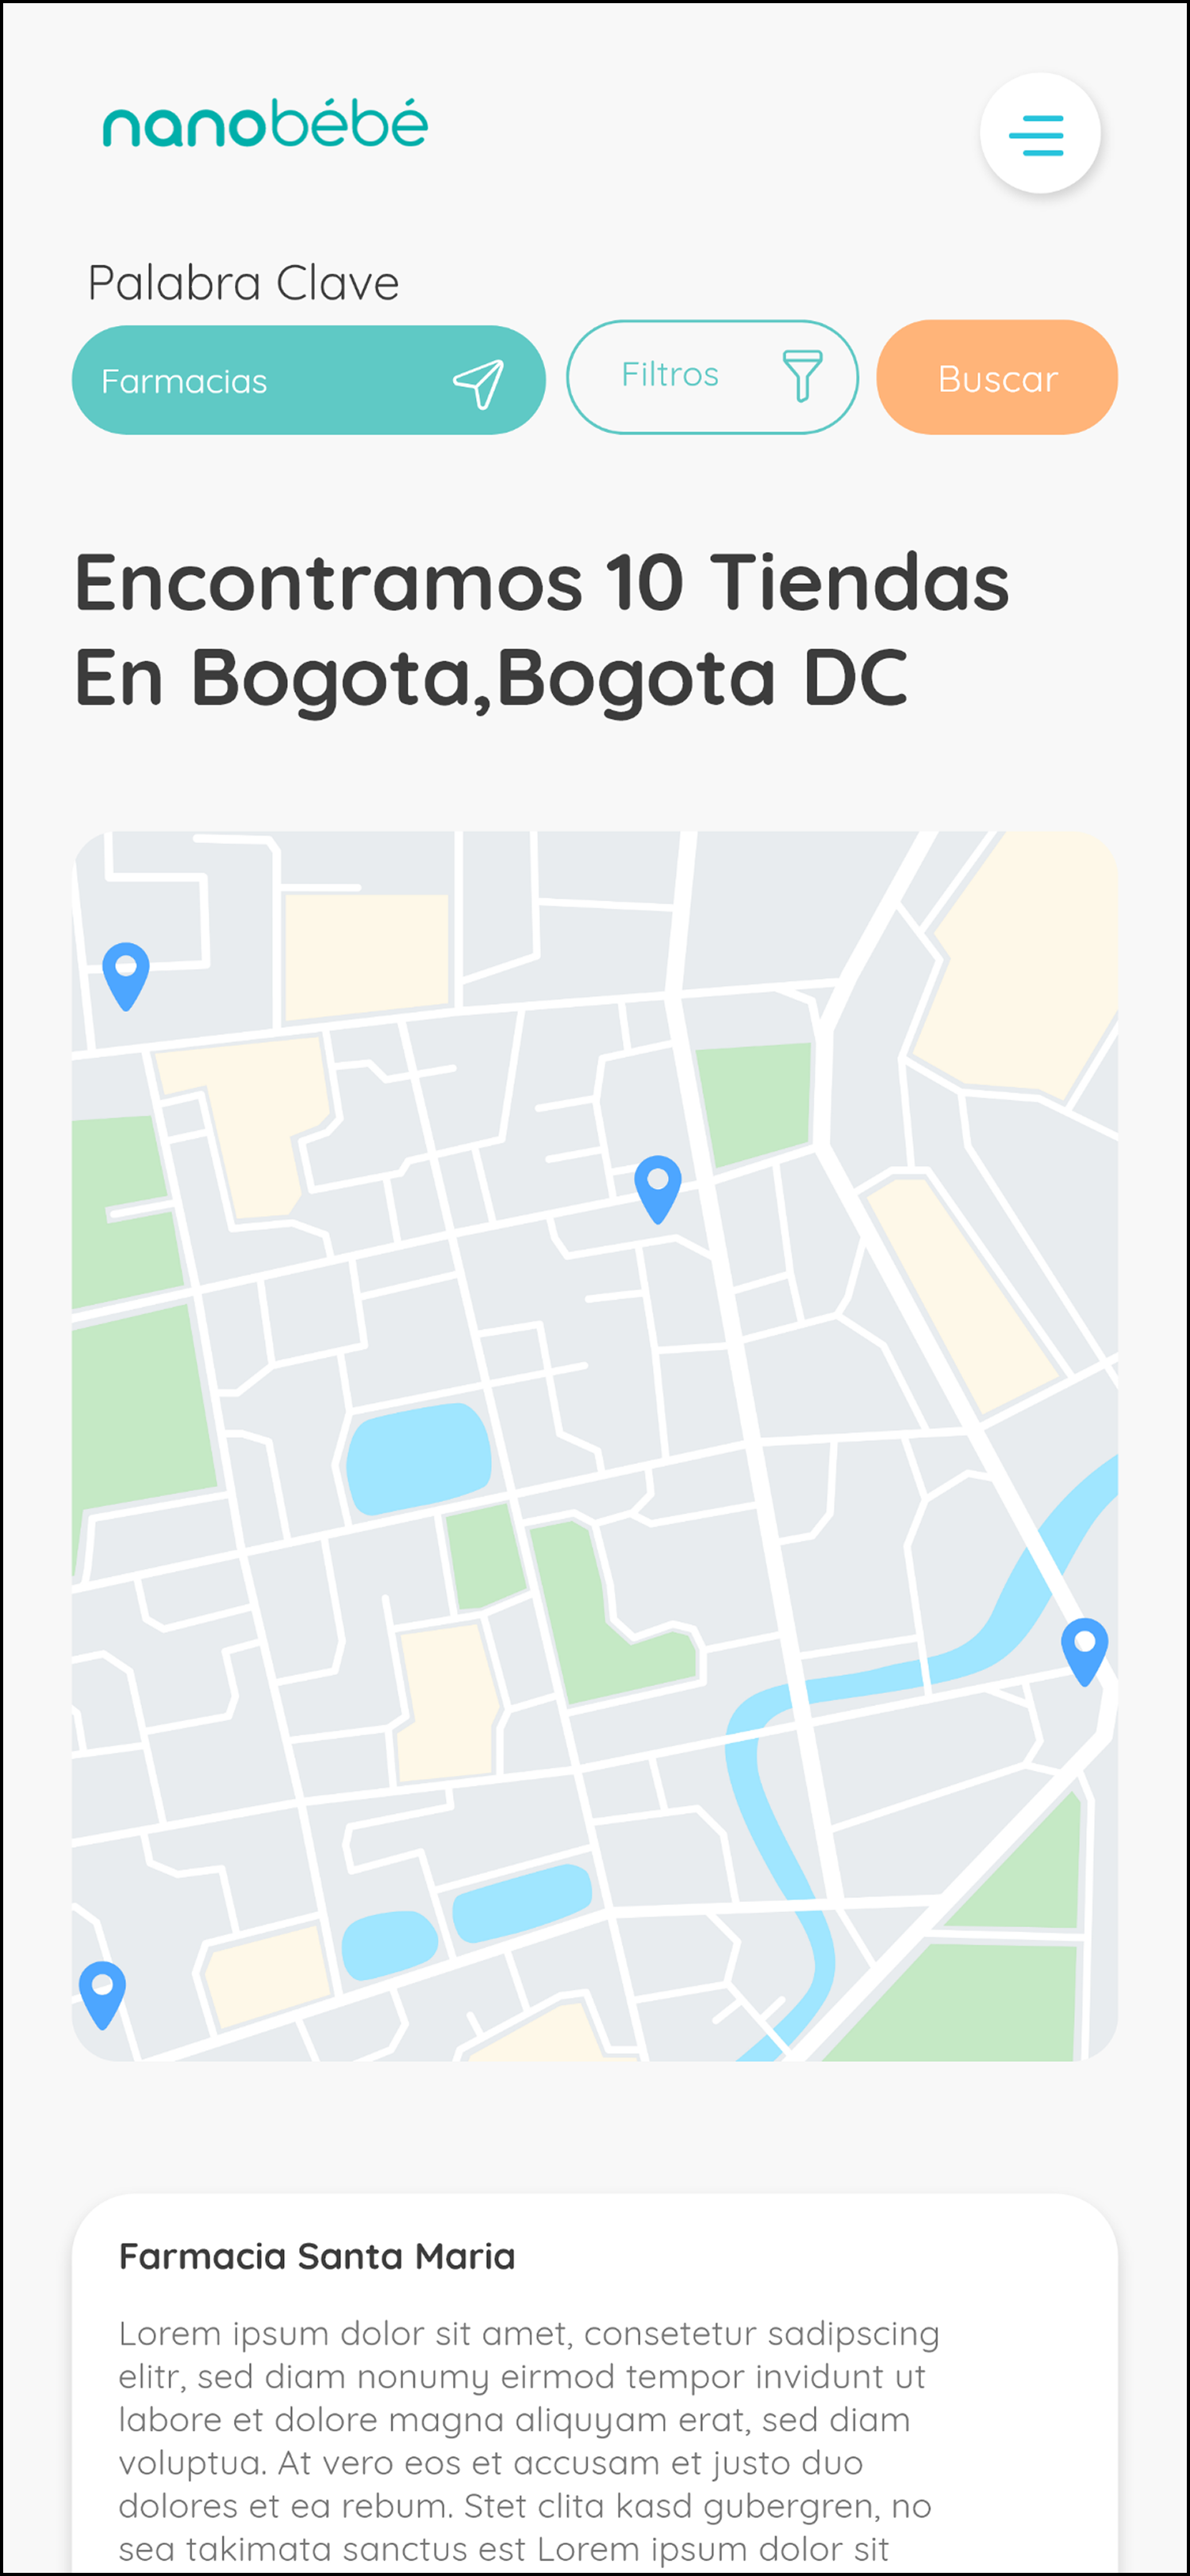 nanobébé
Palabra Clave
Farmacias
Filtros
Buscar
Encontramos 10 Tiendas
En Bogota,Bogota DC
Farmacia Santa Maria
Lorem ipsum dolor sit amet, consetetur sadipscing
elitr, sed diam nonumy eirmod tempor invidunt ut
labore et dolore magna aliquyam erat, sed diam
voluptua. At vero eos et accusam et justo duo
dolores et ea rebum. Stet clita kasd gubergren, no
sea takimata sanctus est Lorem ipsum dolor sit